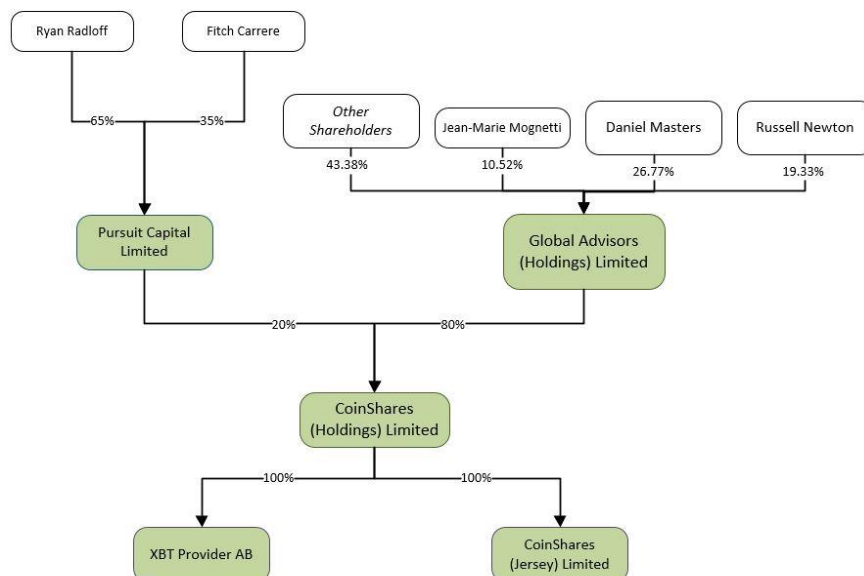 Ryan Radloff
Fitch Carrere
Other
Shareholders
Jean-Marie Mognetti
Daniel Masters
Russell Newton
65%
35%
43.38%
10.52%
26.77%
19.33%
Pursuit Capital
Limited
Global Advisors
(Holdings) Limited
20%
80%
CoinShares
(Holdings) Limited
100%
100%
XBT Provider AB
CoinShares
(Jersey) Limited